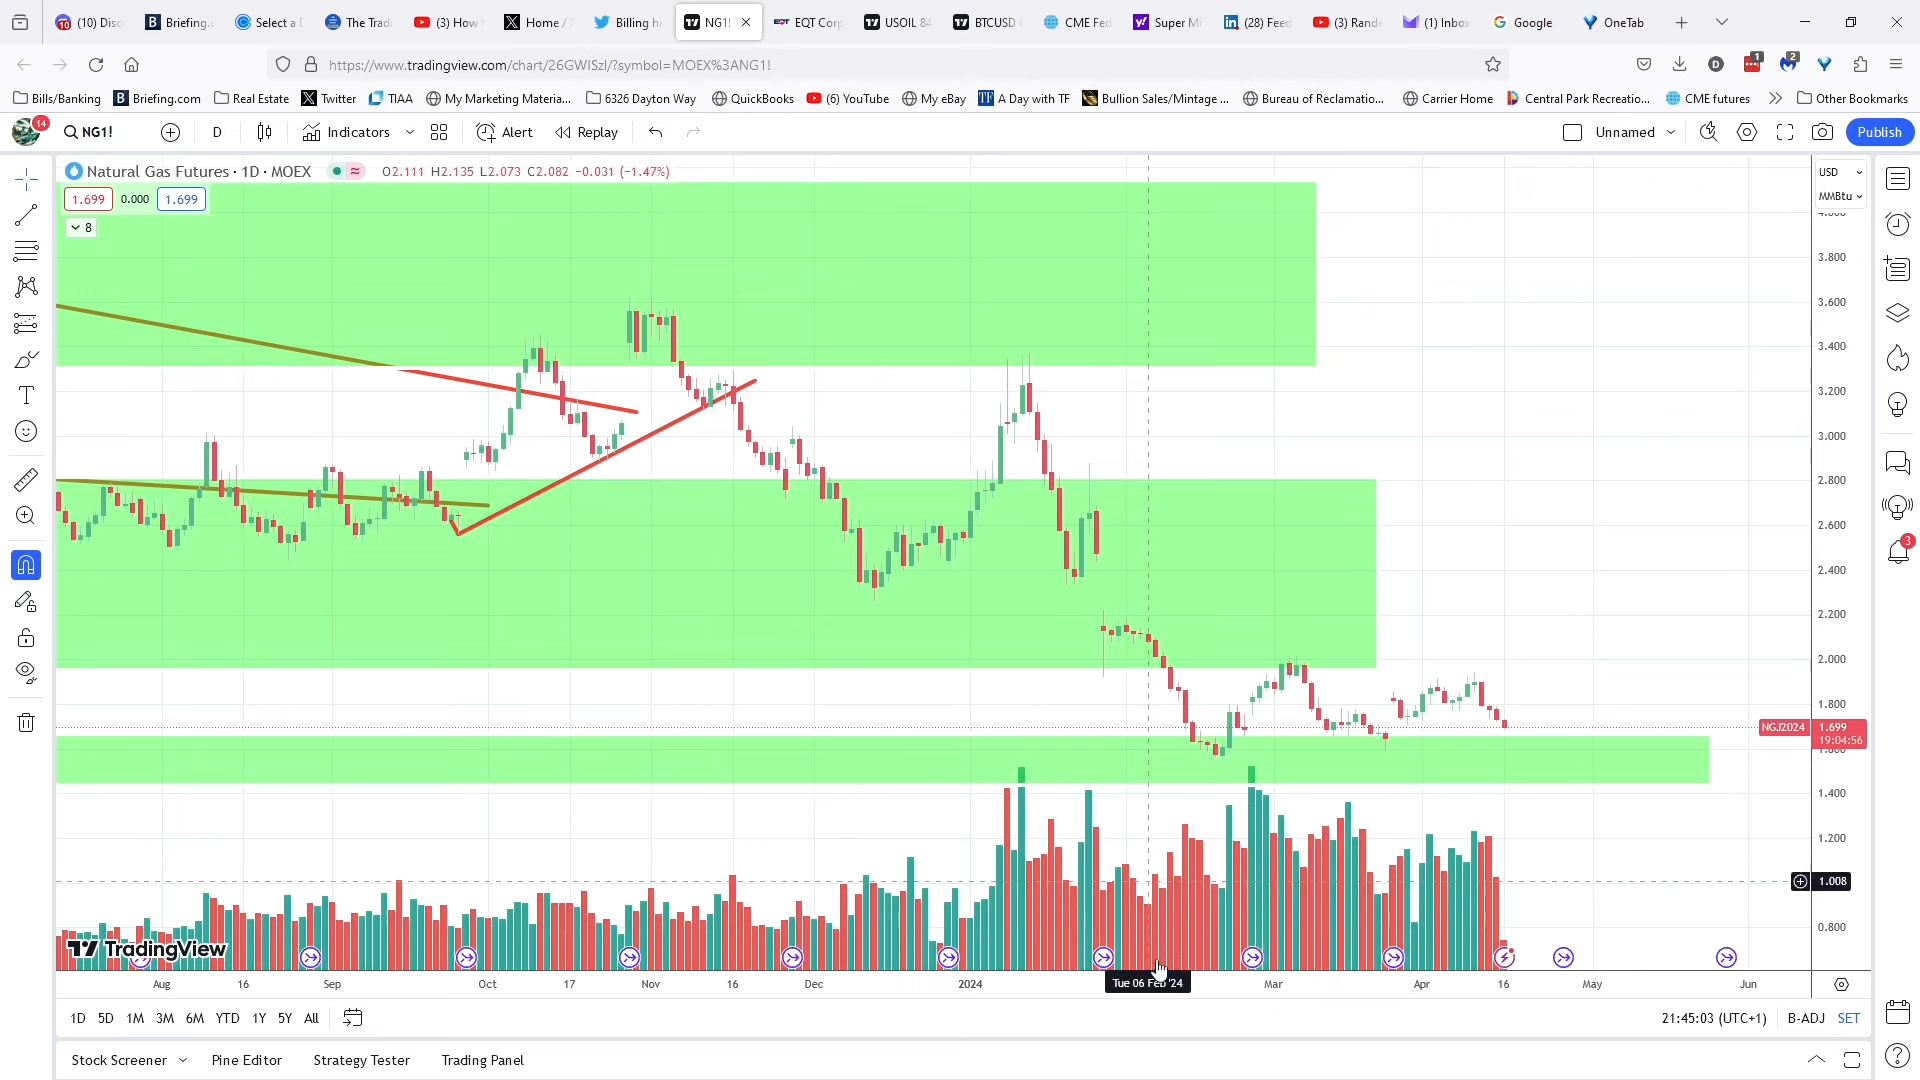 (10) Disc
Briefing.c
Select a D
The Tradi
(3) How
Home /
Billing hi
NG1! 1
EQT Corp
USOIL 84
BTCUSD
CME Fed
Super Mi
(28) Feed
(3) Rand
(1) Inbox
Google
OneTab
https://www.tradingview.com/chart/26GWISzl/?symbol=MOEX%3ANG1!
1
2
Bills/Banking
Briefing.com
Real Estate
Twitter
TIAA
My Marketing Materia...
6326 Dayton Way
QuickBooks
(6) YouTube
My eBay
A Day with TF
Bullion Sales/Mintage ...
Bureau of Reclamatio...
Carrier Home
Central Park Recreatio...
CME futures
Other Bookmarks
14
NG1!
D
Indicators
Alert
Replay
Unnamed
Publish
Natural Gas Futures · 1D · MOEX
O2.111 H2.135 L2.073 C2.082 −0.031 (−1.47%)
USD
MMBtu
1.699
0.000
1.699
8
3.800
3.600
3.400
3.200
3.000
2.800
2.600
2.400
2.200
2.000
1.800
NGJ2024
1.699
19:04:56
1.400
1.200
1.008
0.800
3
TradingView
Aug
16
Sep
Oct
17
Nov
16
Dec
2024
Tue 06 Feb '24
Mar
Apr
16
May
Jun
1D
5D
1M
3M
6M
YTD
1Y
5Y
All
21:45:03 (UTC+1)
B-ADJ
SET
Stock Screener
Pine Editor
Strategy Tester
Trading Panel